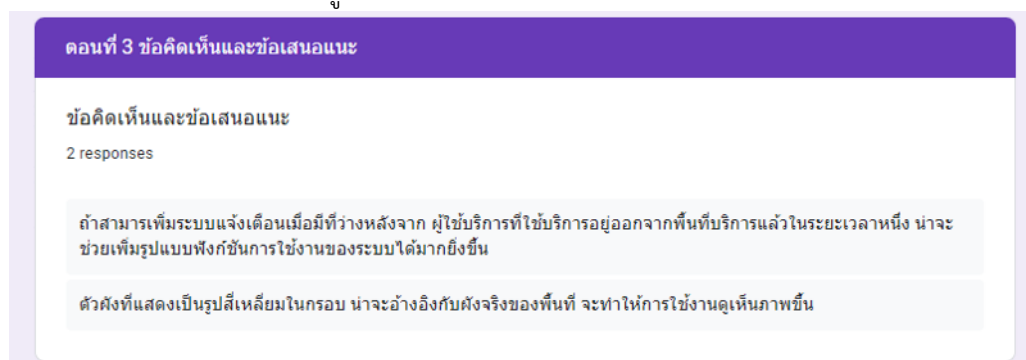 ตอนที่ 3 ข้อคิดเห็นและข้อเสนอแนะ
ข้อคิดเห็นและข้อเสนอแนะ
2 responses
ถ้าสามารเพิ่มระบบแจ้งเตือนเมื่อมีที่ว่างหลังจาก ผู้ใช้บริการที่ใช้บริการอยู่ออกจากพื้นที่บริการแล้วในระยะเวลาหนึ่ง น่าจะ
ช่วยเพิ่มรูปแบบฟังก์ชันการใช้งานของระบบได้มากยิ่งขึ้น
ตัวผังที่แสดงเป็นรูปสี่เหลี่ยมในกรอบ น่าจะอ้างอิงกับผังจริงของพื้นที่ จะทำให้การใช้งานดูเห็นภาพขึ้น